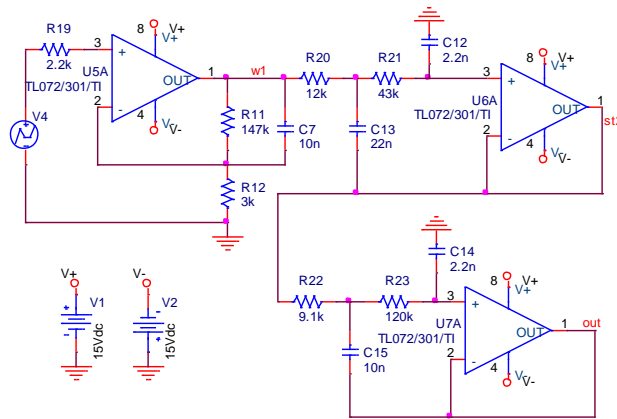 R19
2.2k
3
+
2
-
U5A
TL072/301/TI
8
V+
V+
OUT
1
4
V-
V-
V4
w1
R11
147k
C7
10n
R12
3k
R20
12k
R21
43k
C12
2.2n
C13
22n
3
+
2
-
U6A
TL072/301/TI
8
V+
V+
OUT
1
4
V-
V-
R22
9.1k
R23
120k
C14
2.2n
C15
10n
3
+
2
-
U7A
TL072/301/TI
8
V+
V+
OUT
1
out
4
V-
V-
V+
V1
15Vdc
+
-
V-
V2
15Vdc
-
+